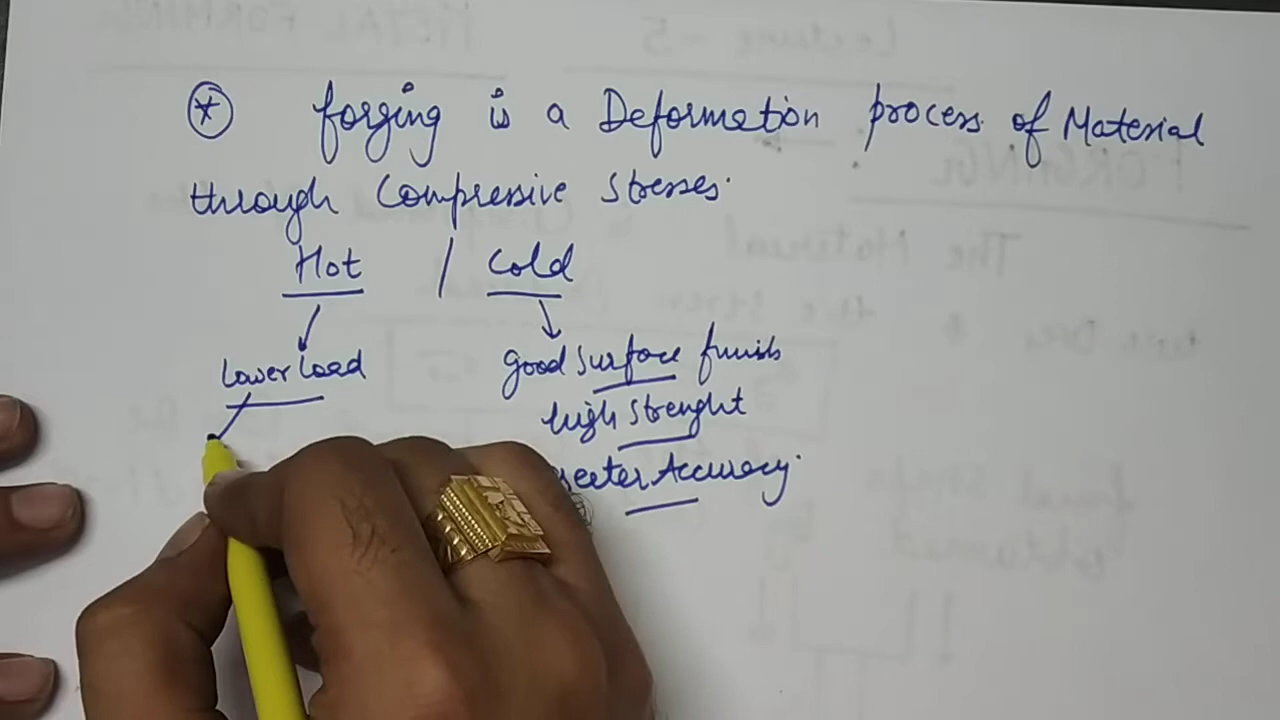 forging is a Deformation process of Material
through Compressive Stresses.
Hot / Cold
Lower Load
good surface finish
high Strenght
Accuracy.